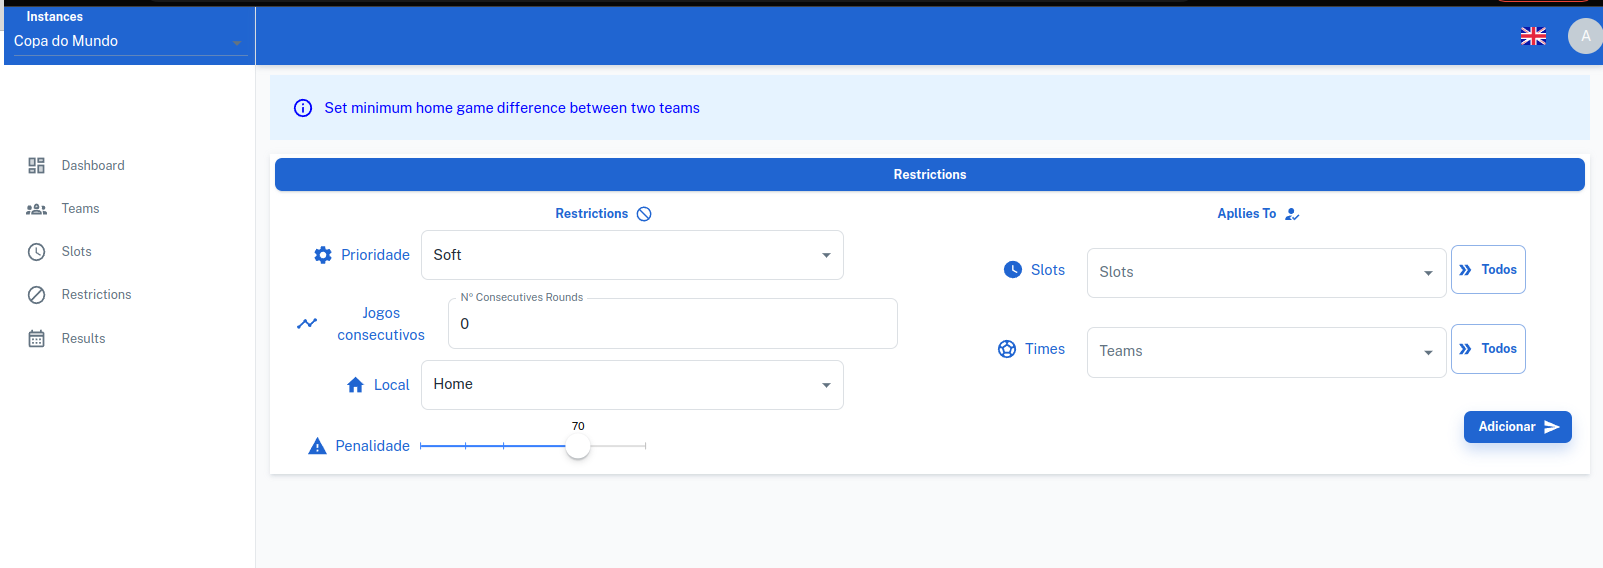 Instances
Copa do Mundo
A
Set minimum home game difference between two teams
Dashboard
Teams
Slots
Restrictions
Results
Restrictions
Restrictions
Apllies To
Prioridade
Soft
Slots
Slots
Todos
Jogos
consecutivos
Nº Consecutives Rounds
0
Times
Teams
Todos
Local
Home
Penalidade
70
Adicionar